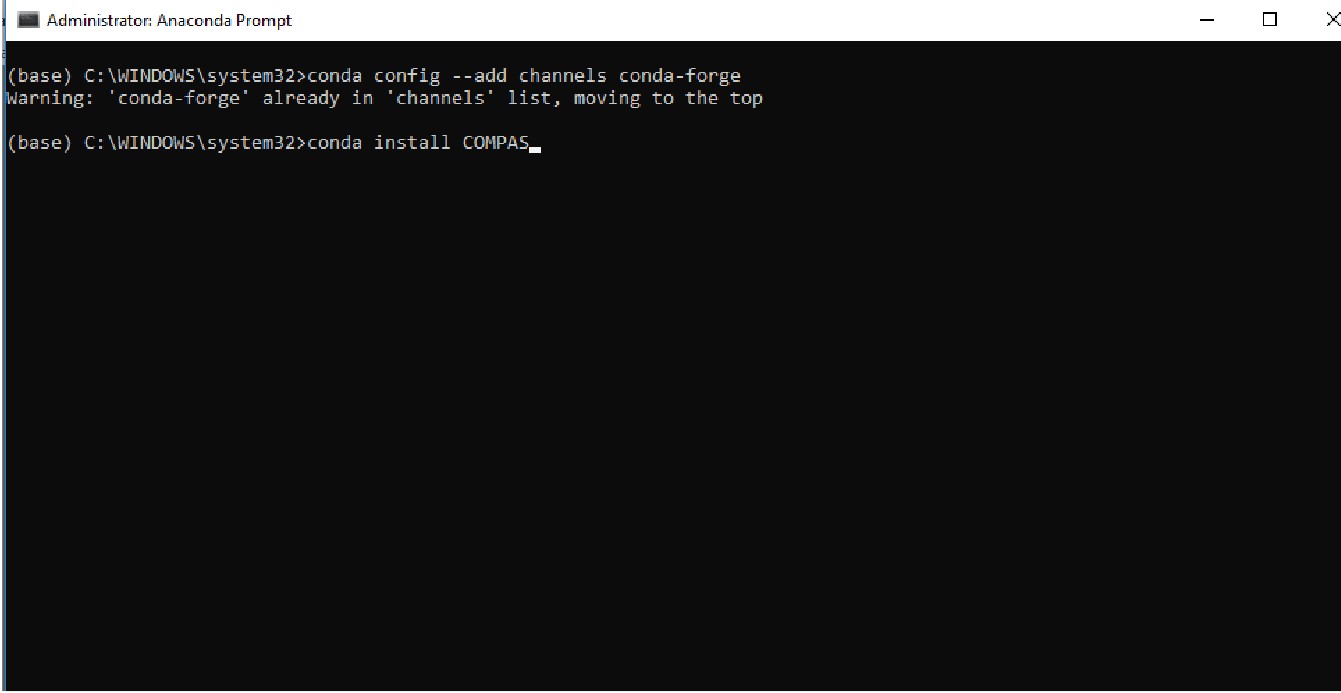 Administrator: Anaconda Prompt
(base) C:\WINDOWS\system32>conda config --add channels conda-forge
Warning: 'conda-forge' already in 'channels' list, moving to the top
(base) C:\WINDOWS\system32>conda install COMPAS